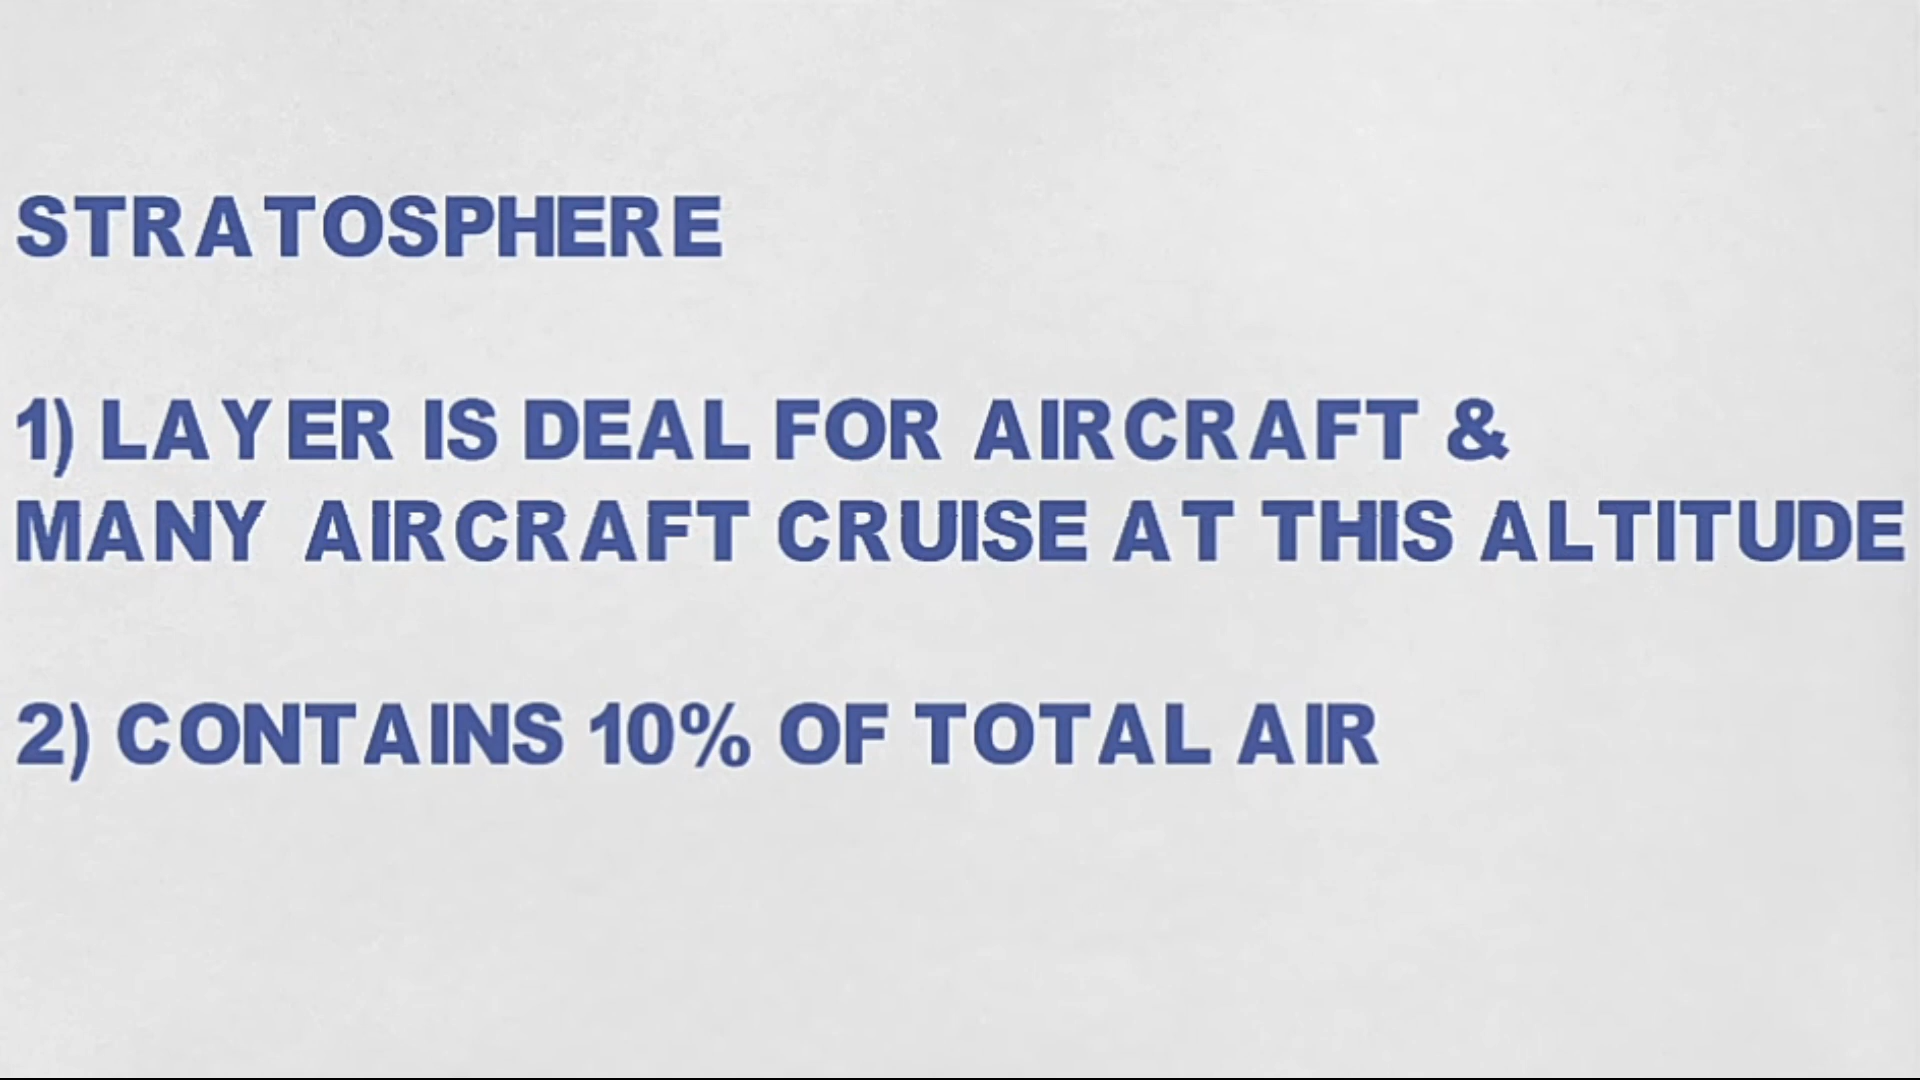 STRATOSPHERE
1) LAYER IS DEAL FOR AIRCRAFT &
MANY AIRCRAFT CRUISE AT THIS ALTITUDE
2) CONTAINS 10% OF TOTAL AIR